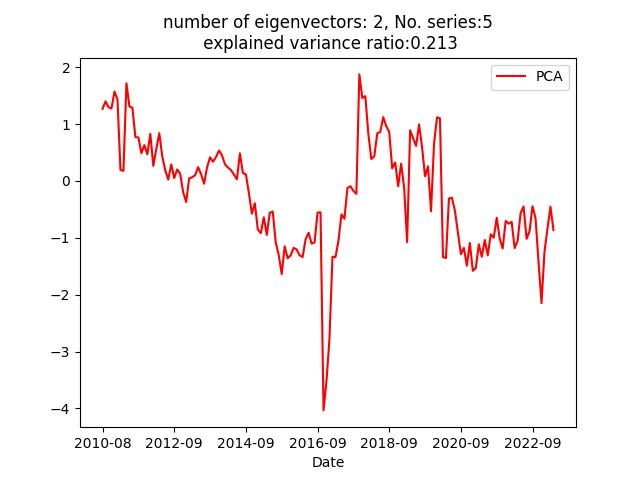 number of eigenvectors: 2, No. series:5
explained variance ratio:0.213
PCA
2
1
0
−1
−2
−3
−4
2010-08 2012-09 2014-09 2016-09 2018-09 2020-09 2022-09
Date